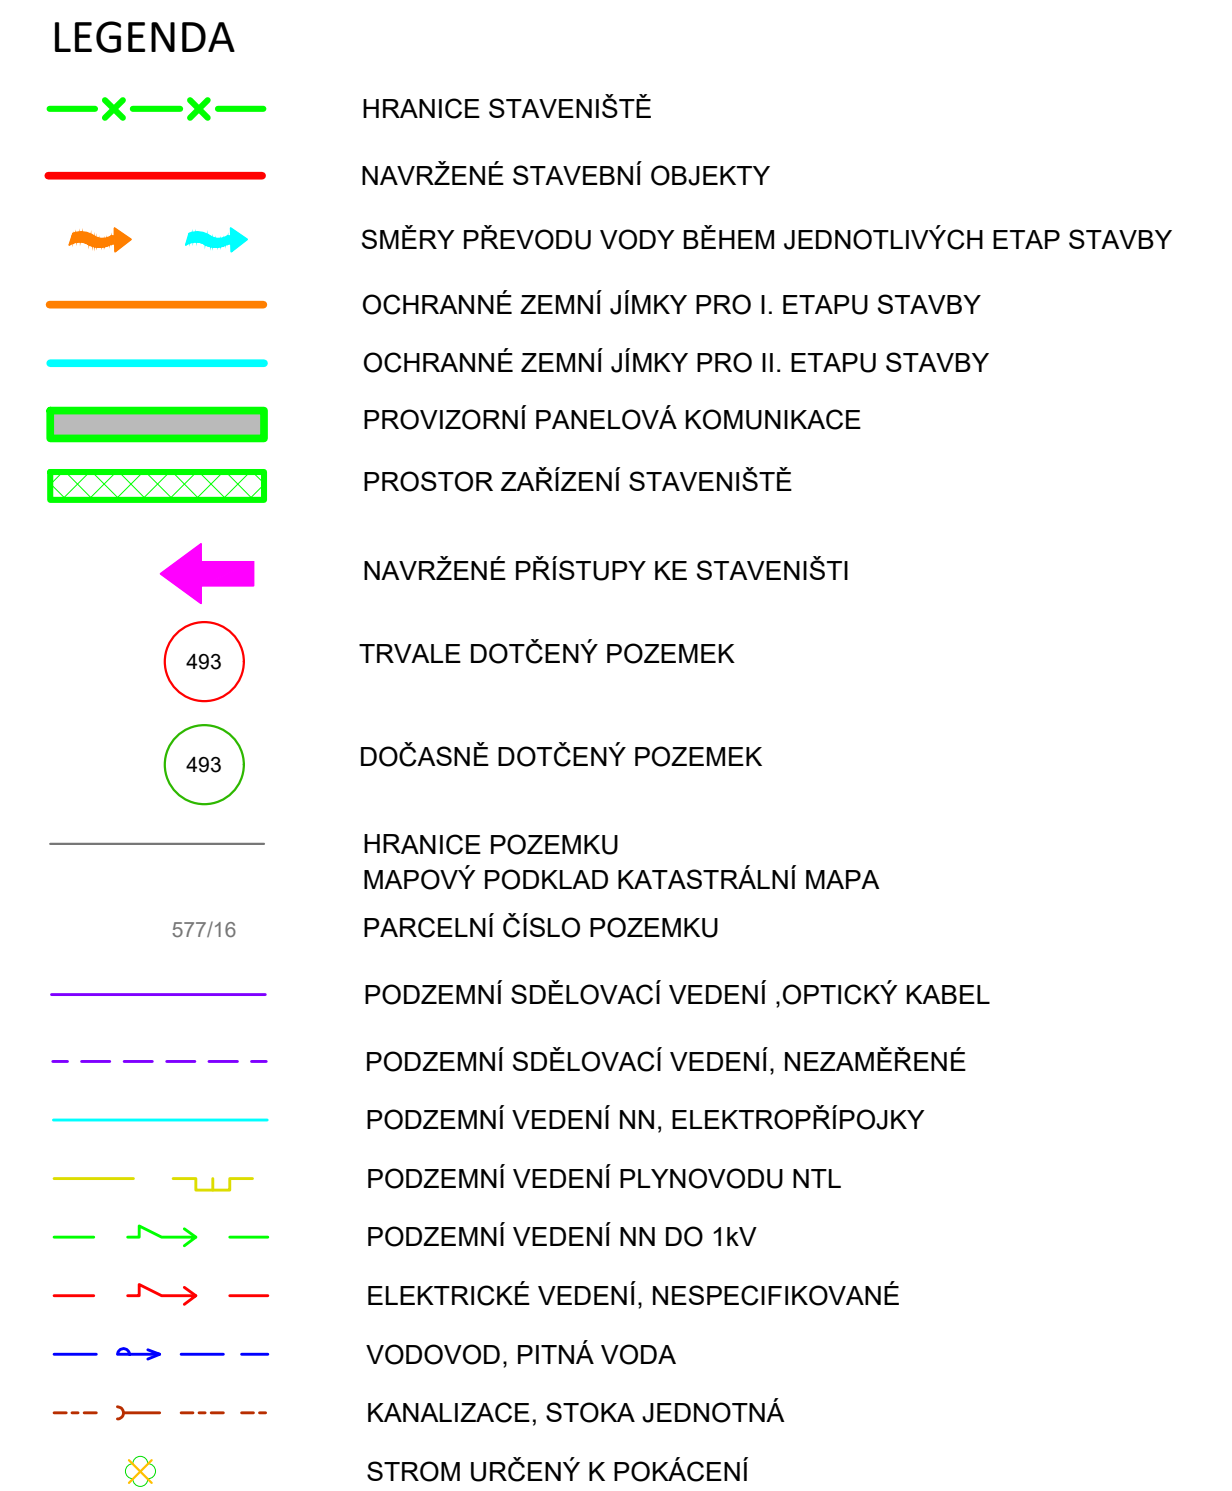 LEGENDA
HRANICE STAVENIŠTĚ
NAVRŽENÉ STAVEBNÍ OBJEKTY
SMĚRY PŘEVODU VODY BĚHEM JEDNOTLIVÝCH ETAP STAVBY
OCHRANNÉ ZEMNÍ JÍMKY PRO I. ETAPU STAVBY
OCHRANNÉ ZEMNÍ JÍMKY PRO II. ETAPU STAVBY
PROVIZORNÍ PANELOVÁ KOMUNIKACE
PROSTOR ZAŘÍZENÍ STAVENIŠTĚ
NAVRŽENÉ PŘÍSTUPY KE STAVENIŠTI
493 TRVALE DOTČENÝ POZEMEK
493 DOČASNĚ DOTČENÝ POZEMEK
HRANICE POZEMKU
MAPOVÝ PODKLAD KATASTRÁLNÍ MAPA
577/16 PARCELNÍ ČÍSLO POZEMKU
PODZEMNÍ SDĚLOVACÍ VEDENÍ ,OPTICKÝ KABEL
PODZEMNÍ SDĚLOVACÍ VEDENÍ, NEZAMĚŘENÉ
PODZEMNÍ VEDENÍ NN, ELEKTROPŘÍPOJKY
PODZEMNÍ VEDENÍ PLYNOVODU NTL
PODZEMNÍ VEDENÍ NN DO 1kV
ELEKTRICKÉ VEDENÍ, NESPECIFIKOVANÉ
VODOVOD, PITNÁ VODA
KANALIZACE, STOKA JEDNOTNÁ
STROM URČENÝ K POKÁCENÍ